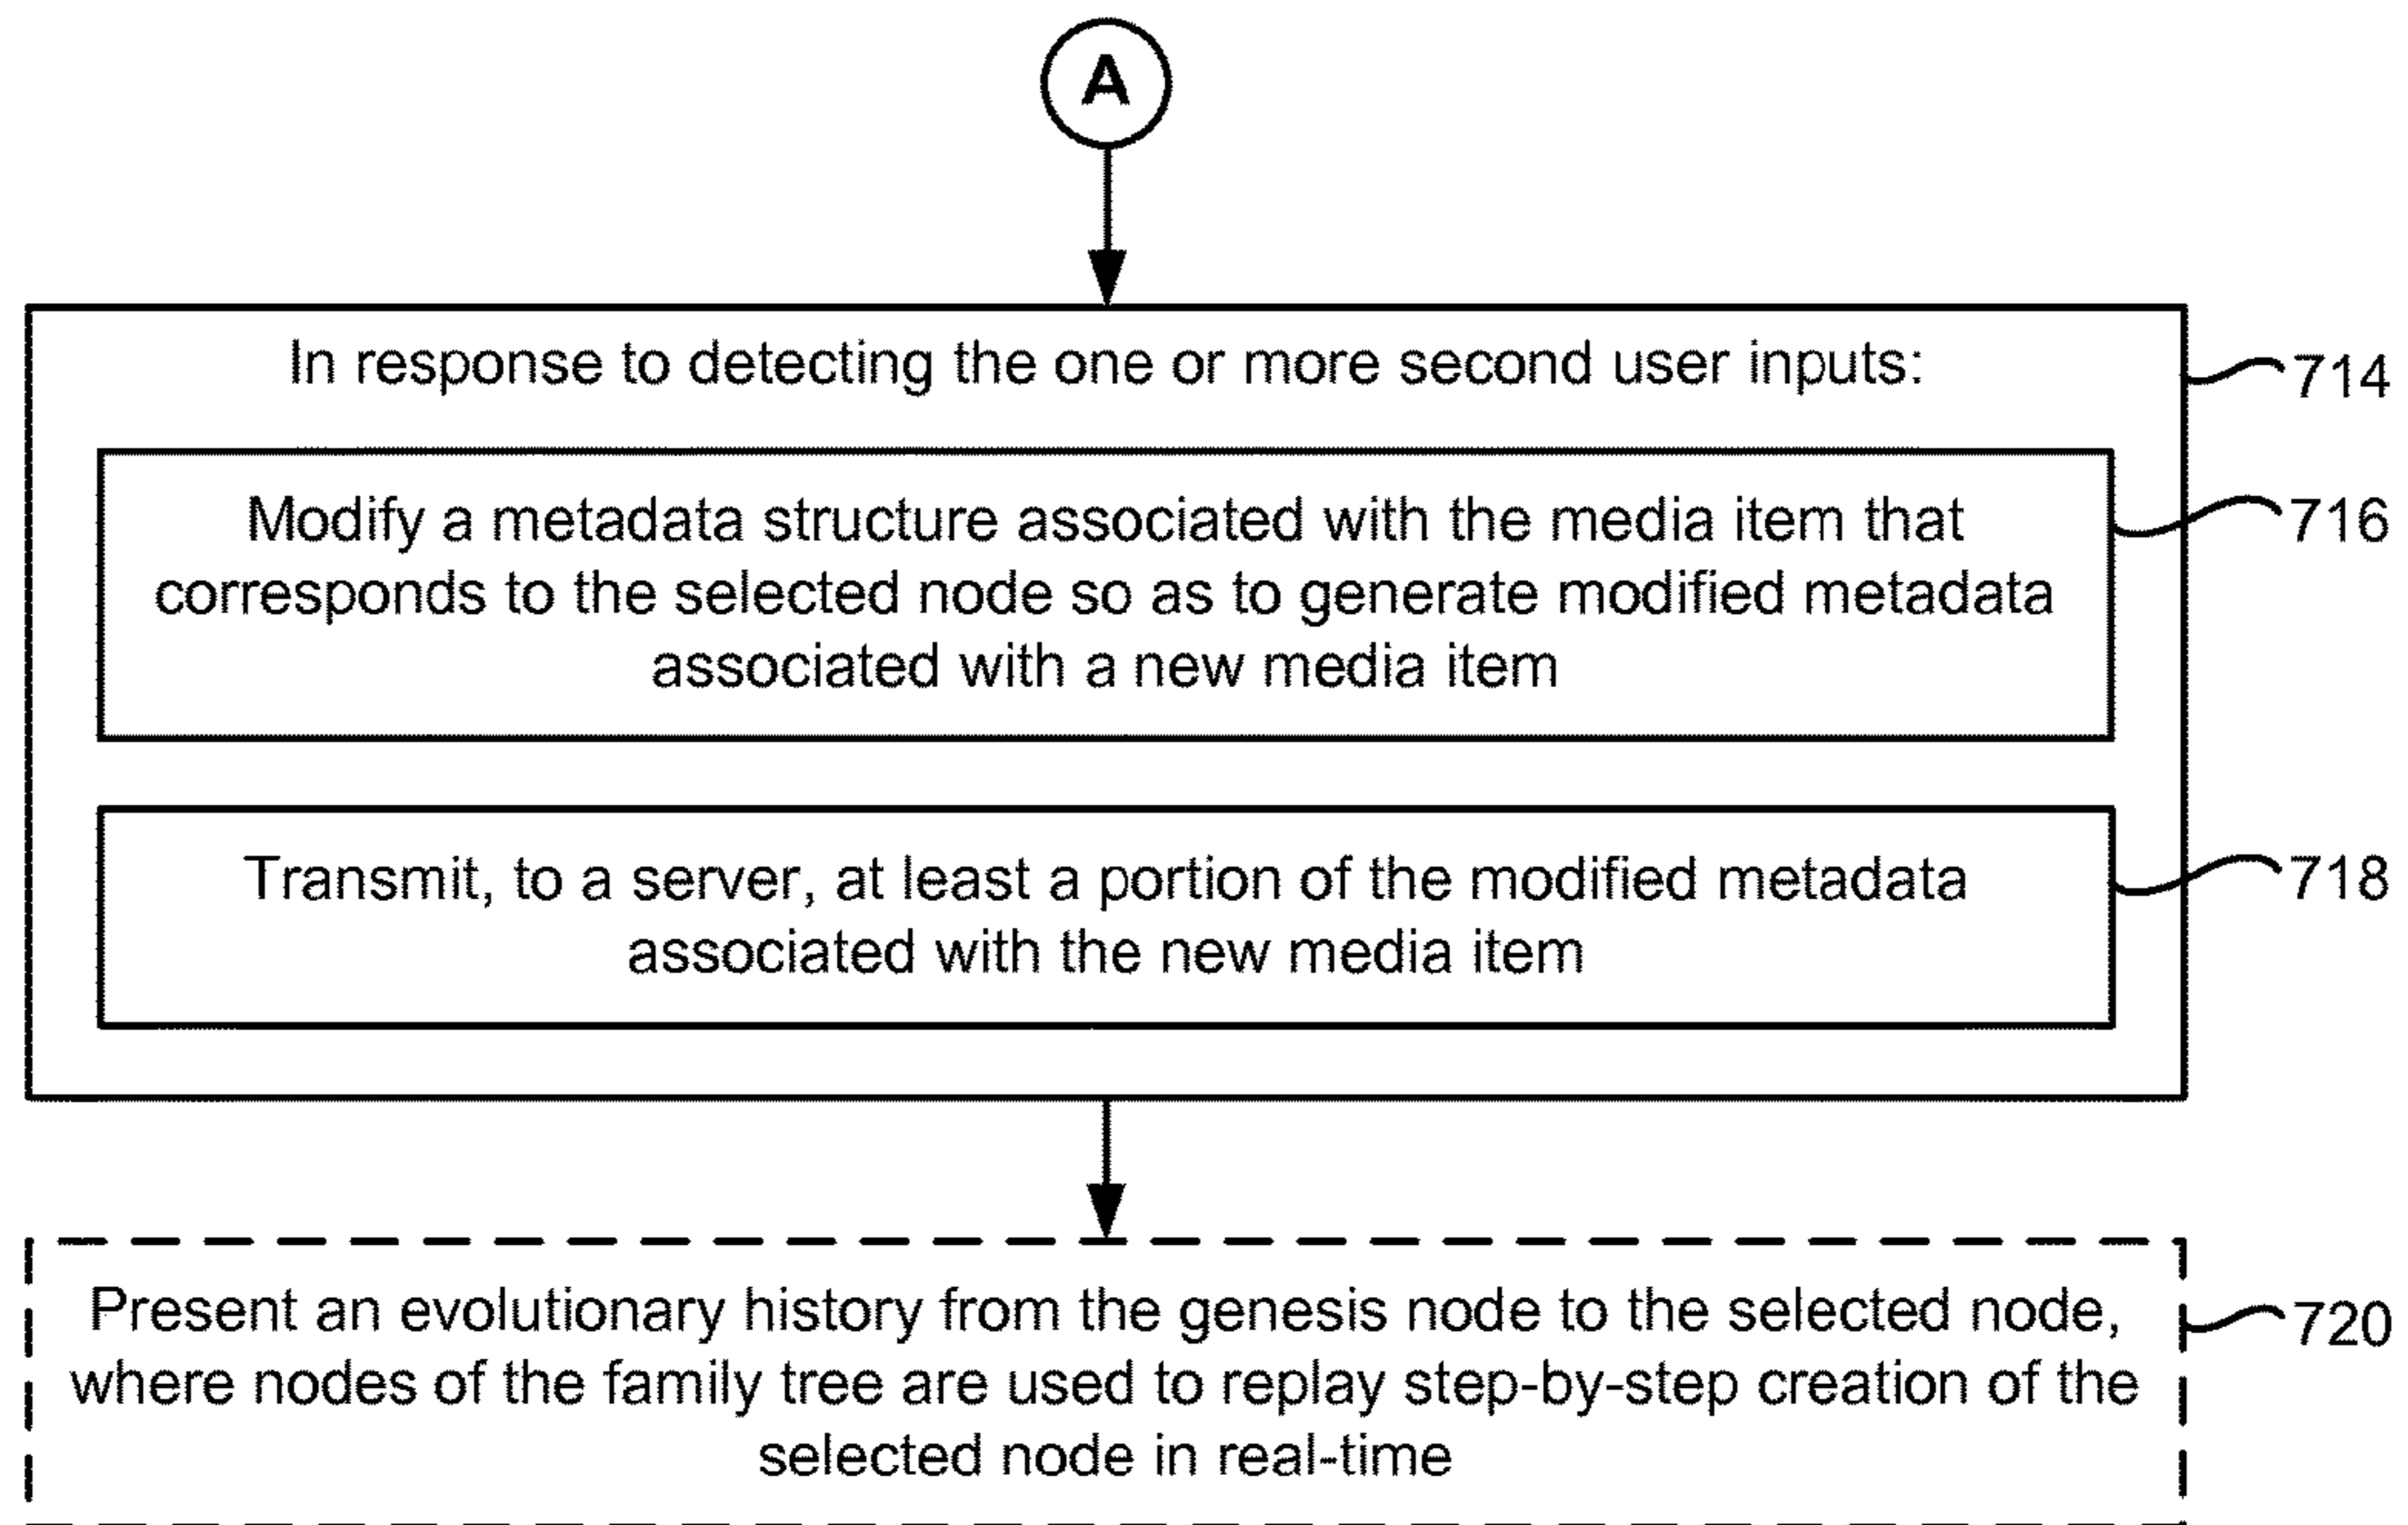 A
In response to detecting the one or more second user inputs:
714
Modify a metadata structure associated with the media item that
716
corresponds to the selected node so as to generate modified metadata
associated with a new media item
Transmit, to a server, at least a portion of the modified metadata
718
associated with the new media item
Present an evolutionary history from the genesis node to the selected node,
720
where nodes of the family tree are used to replay step-by-step creation of the
selected node in real-time